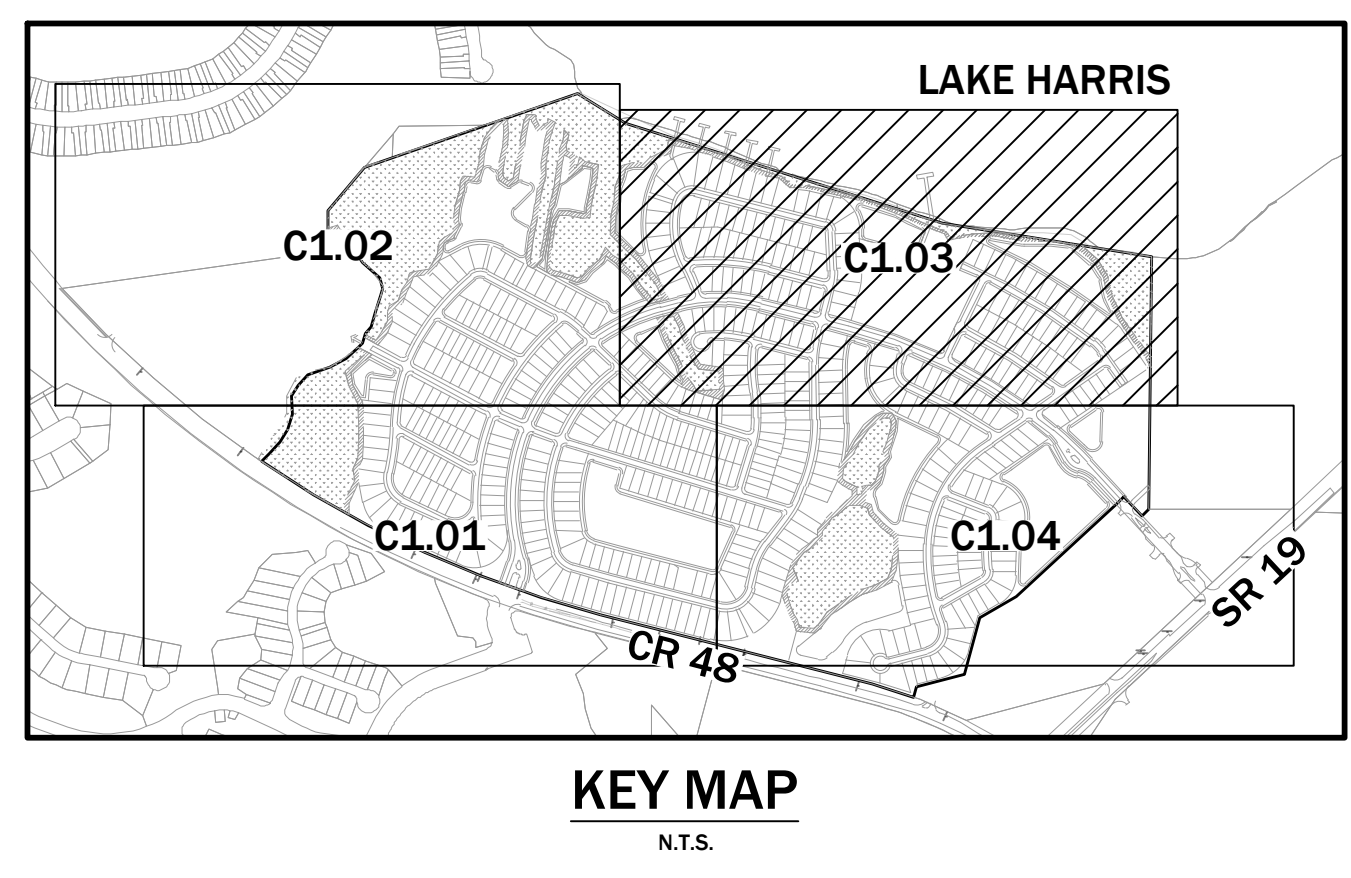 LAKE HARRIS
C1.02
C1.03
C1.01
C1.04
SR 19
CR 48
KEY MAP
N.T.S.